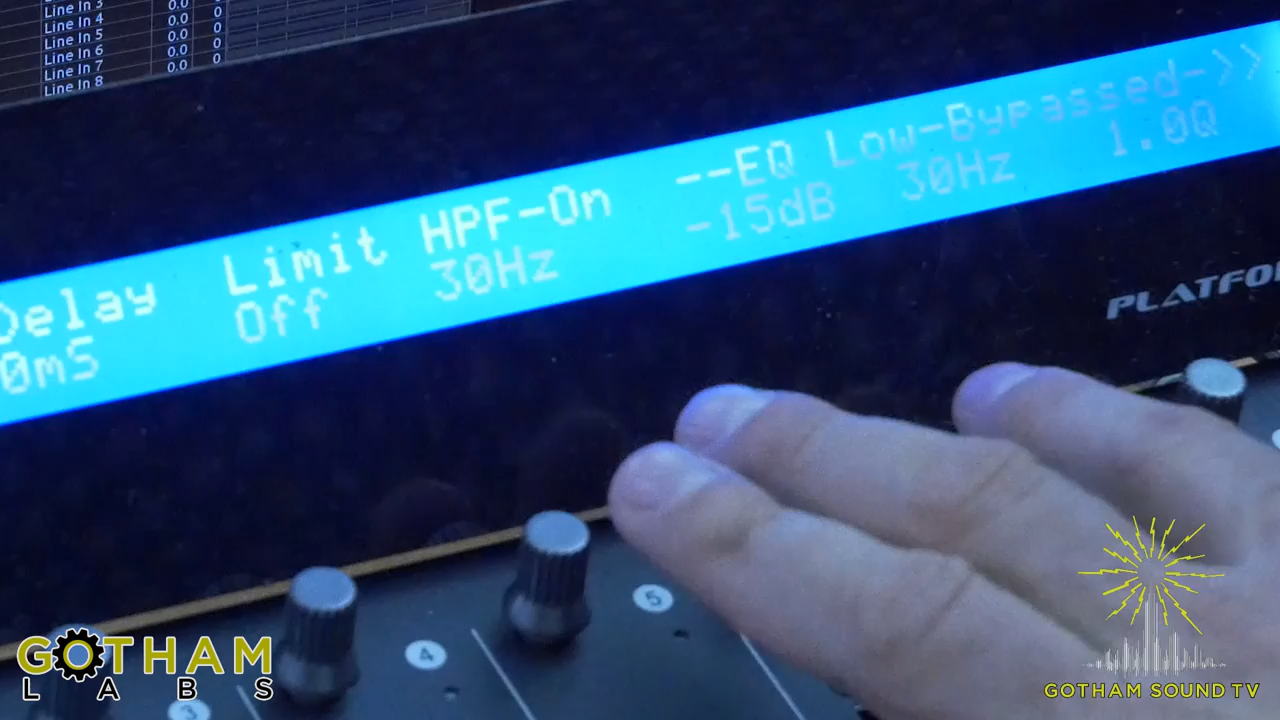 Line In 3 0.0 0
Line In 4 0.0 0
Line In 5 0.0 0
Line In 6 0.0 0
Line In 7 0.0 0
Line In 8
Delay Limit HPF-On --EQ Low-Bypassed->>
0mS Off 30Hz -15dB 30Hz 1.0Q
3
4
5
GOTHAM
LABS
GOTHAM SOUND TV